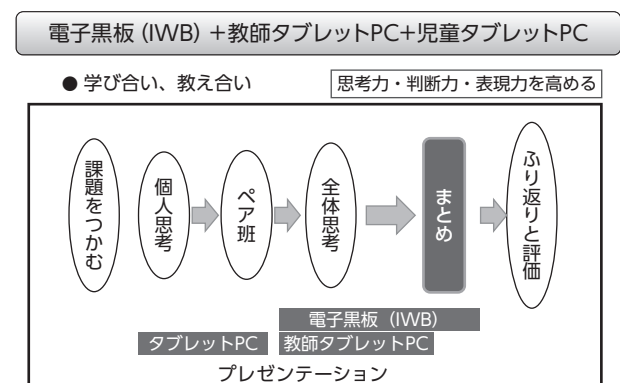 電子黒板 (IWB) ＋教師タブレットPC+児童タブレットPC
● 学び合い、教え合い
思考力・判断力・表現力を高める
課題をつかむ
個人思考
ペア班
全体思考
まとめ
ふり返りと評価
電子黒板（IWB）
タブレットPC
教師タブレットPC
プレゼンテーション